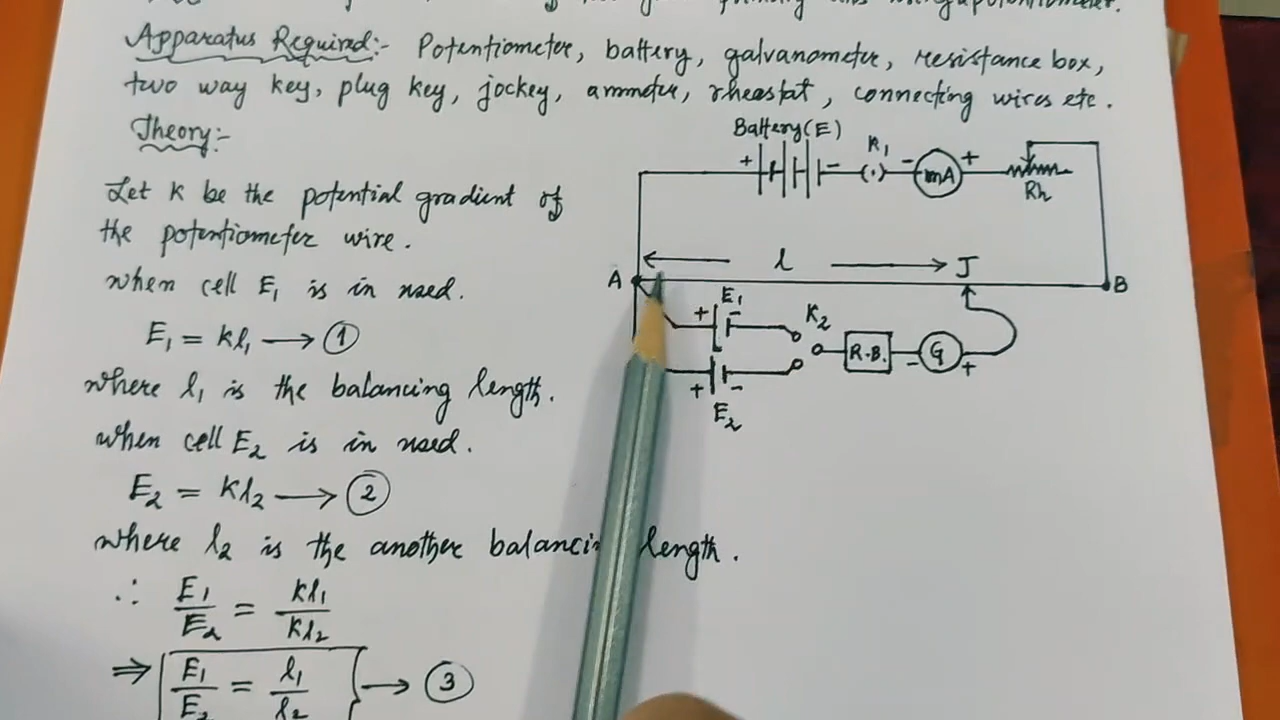 using a potentiometer.
Apparatus Required:- Potentiometer, battery, galvanometer, resistance box,
two way key, plug key, jockey, ammeter, rheostat, connecting wires etc.
Theory:-
Let K be the potential gradient of
the potentiometer wire.
when cell E₁ is in used.
E₁ = kl₁ → ①
where l₁ is the balancing length.
when cell E₂ is in used.
E₂ = Kl₂ → ②
where l₂ is the another balancin length.
∴ E₁/E₂ = Kl₁/Kl₂
⇒ E₁/E₂ = l₁/l₂ → ③
Battery(E)
+ - K₁ - mA +
Rh
← l → J
A B
+ E₁ - K₂
R.B. - G +
+ - 
E₂